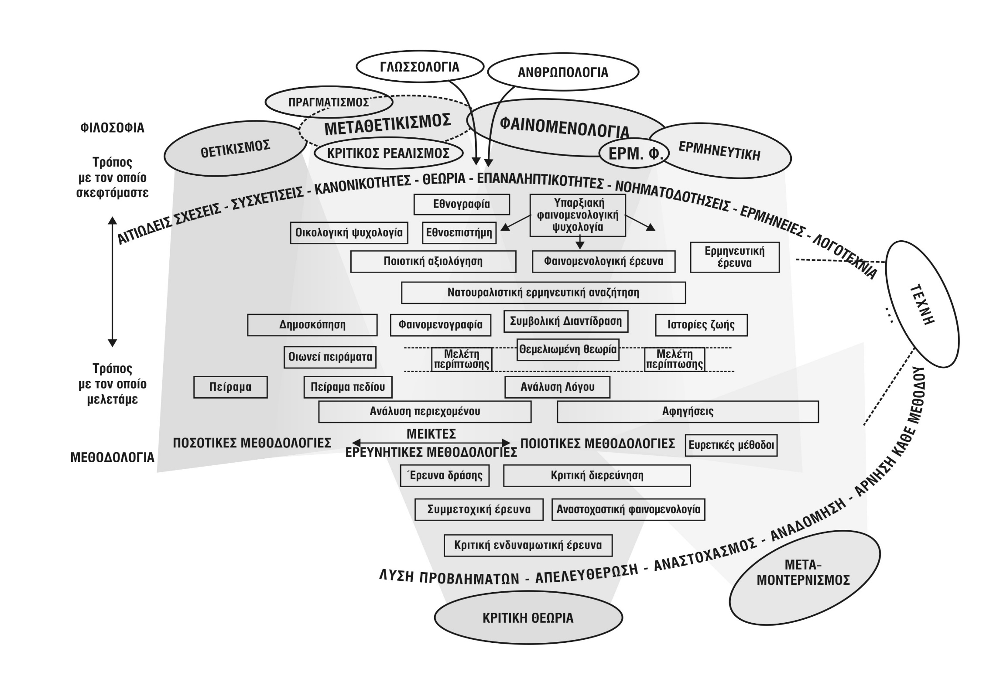 ΓΛΩΣΣΟΛΟΓΙΑ
ΑΝΘΡΩΠΟΛΟΓΙΑ
ΠΡΑΓΜΑΤΙΣΜΟΣ
ΜΕΤΑΘΕΤΙΚΙΣΜΟΣ
ΦΑΙΝΟΜΕΝΟΛΟΓΙΑ
ΦΙΛΟΣΟΦΙΑ
ΘΕΤΙΚΙΣΜΟΣ
ΚΡΙΤΙΚΟΣ ΡΕΑΛΙΣΜΟΣ
ΕΡΜ. Φ.
ΕΡΜΗΝΕΥΤΙΚΗ
Τρόπος
με τον οποίο
σκεφτόμαστε
ΑΙΤΙΩΔΕΙΣ ΣΧΕΣΕΙΣ - ΣΥΣΧΕΤΙΣΕΙΣ - ΚΑΝΟΝΙΚΟΤΗΤΕΣ - ΘΕΩΡΙΑ - ΕΠΑΝΑΛΗΠΤΙΚΟΤΗΤΕΣ - ΝΟΗΜΑΤΟΔΟΤΗΣΕΙΣ - ΕΡΜΗΝΕΙΕΣ - ΛΟΓΟΤΕΧΝΙΑ
Εθνογραφία
Υπαρξιακή
φαινομενολογική
ψυχολογία
Οικολογική ψυχολογία
Εθνοεπιστήμη
Ποιοτική αξιολόγηση
Φαινομενολογική έρευνα
Ερμηνευτική
έρευνα
Νατουραλιστική ερμηνευτική αναζήτηση
ΤΕΧΝΗ
...
Δημοσκόπηση
Φαινομενογραφία
Συμβολική Διαντίδραση
Ιστορίες ζωής
Οιωνεί πειράματα
Μελέτη
περίπτωσης
Θεμελιωμένη θεωρία
Μελέτη
περίπτωσης
Τρόπος
με τον οποίο
μελετάμε
Πείραμα
Πείραμα πεδίου
Ανάλυση Λόγου
Ανάλυση περιεχομένου
Αφηγήσεις
ΜΕΘΟΔΟΛΟΓΙΑ
ΠΟΣΟΤΙΚΕΣ ΜΕΘΟΔΟΛΟΓΙΕΣ
ΜΕΙΚΤΕΣ
ΕΡΕΥΝΗΤΙΚΕΣ ΜΕΘΟΔΟΛΟΓΙΕΣ
ΠΟΙΟΤΙΚΕΣ ΜΕΘΟΔΟΛΟΓΙΕΣ
Ευρετικές μέθοδοι
Έρευνα δράσης
Κριτική διερεύνηση
Συμμετοχική έρευνα
Αναστοχαστική φαινομενολογία
Κριτική ενδυναμωτική έρευνα
ΛΥΣΗ ΠΡΟΒΛΗΜΑΤΩΝ - ΑΠΕΛΕΥΘΕΡΩΣΗ - ΑΝΑΣΤΟΧΑΣΜΟΣ - ΑΝΑΔΟΜΗΣΗ - ΑΡΝΗΣΗ ΚΑΘΕ ΜΕΘΟΔΟΥ
ΜΕΤΑ-
ΜΟΝΤΕΡΝΙΣΜΟΣ
ΚΡΙΤΙΚΗ ΘΕΩΡΙΑ